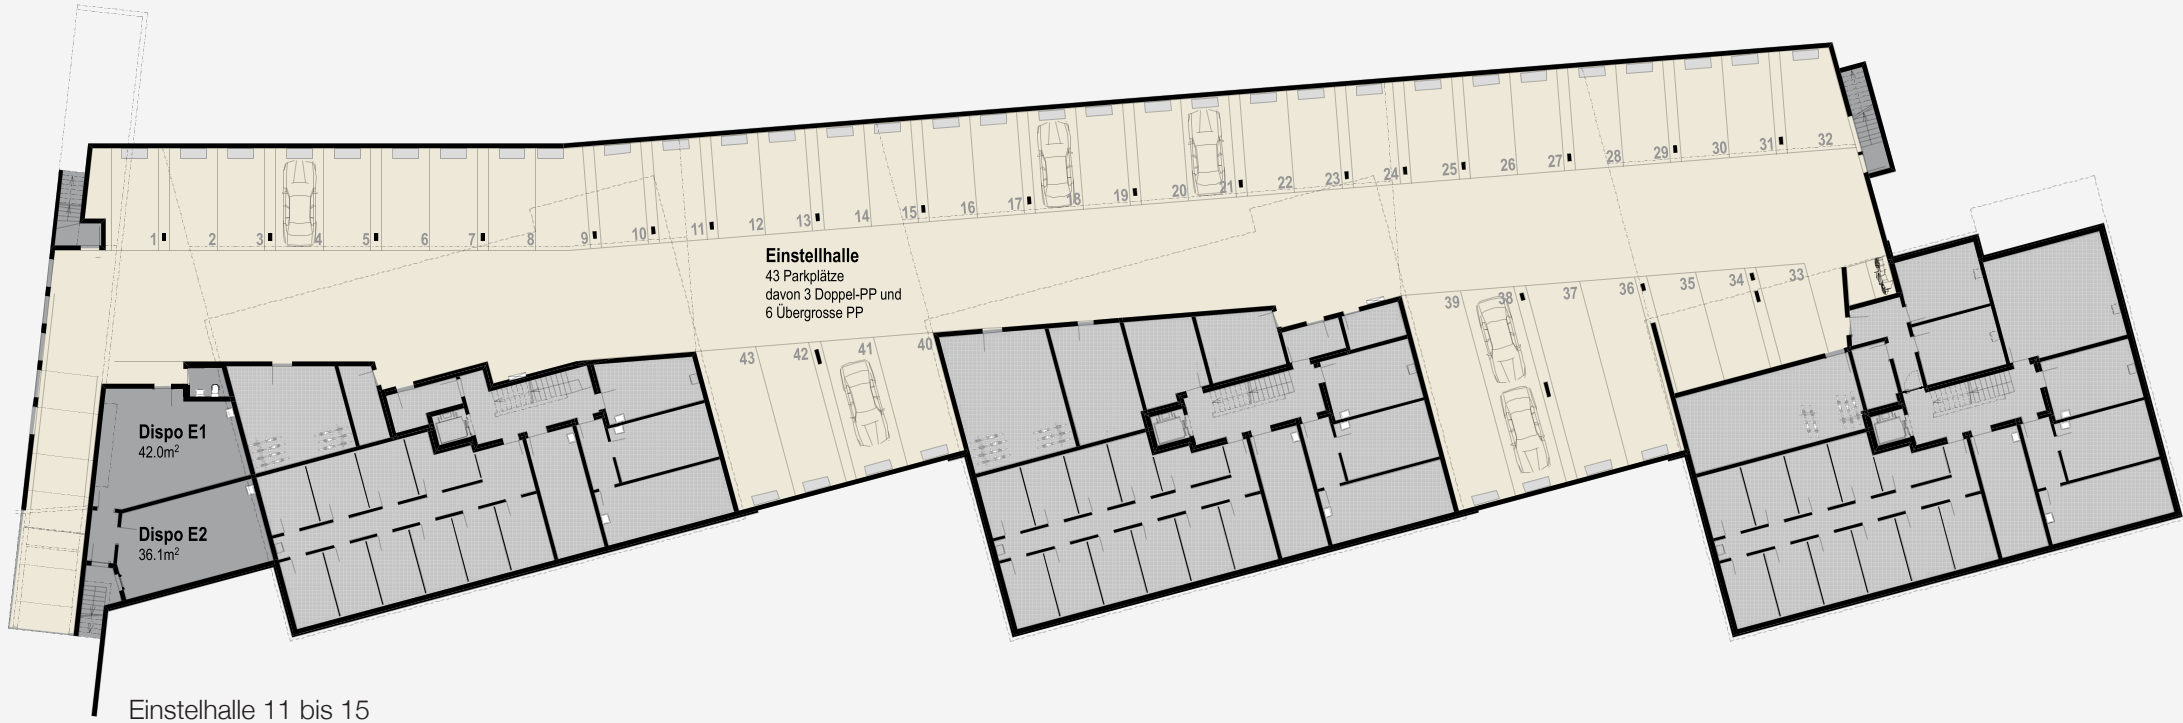 1 2 3 4 5 6 7 8 9 10 11 12 13 14 15 16 17 18 19 20 21 22 23 24 25 26 27 28 29 30 31 32
Einstellhalle
43 Parkplätze
davon 3 Doppel-PP und
6 Übergrosse PP
43 42 41 40
39 38 37 36 35 34 33
Dispo E1
42.0m²
Dispo E2
36.1m²
Einstelhalle 11 bis 15